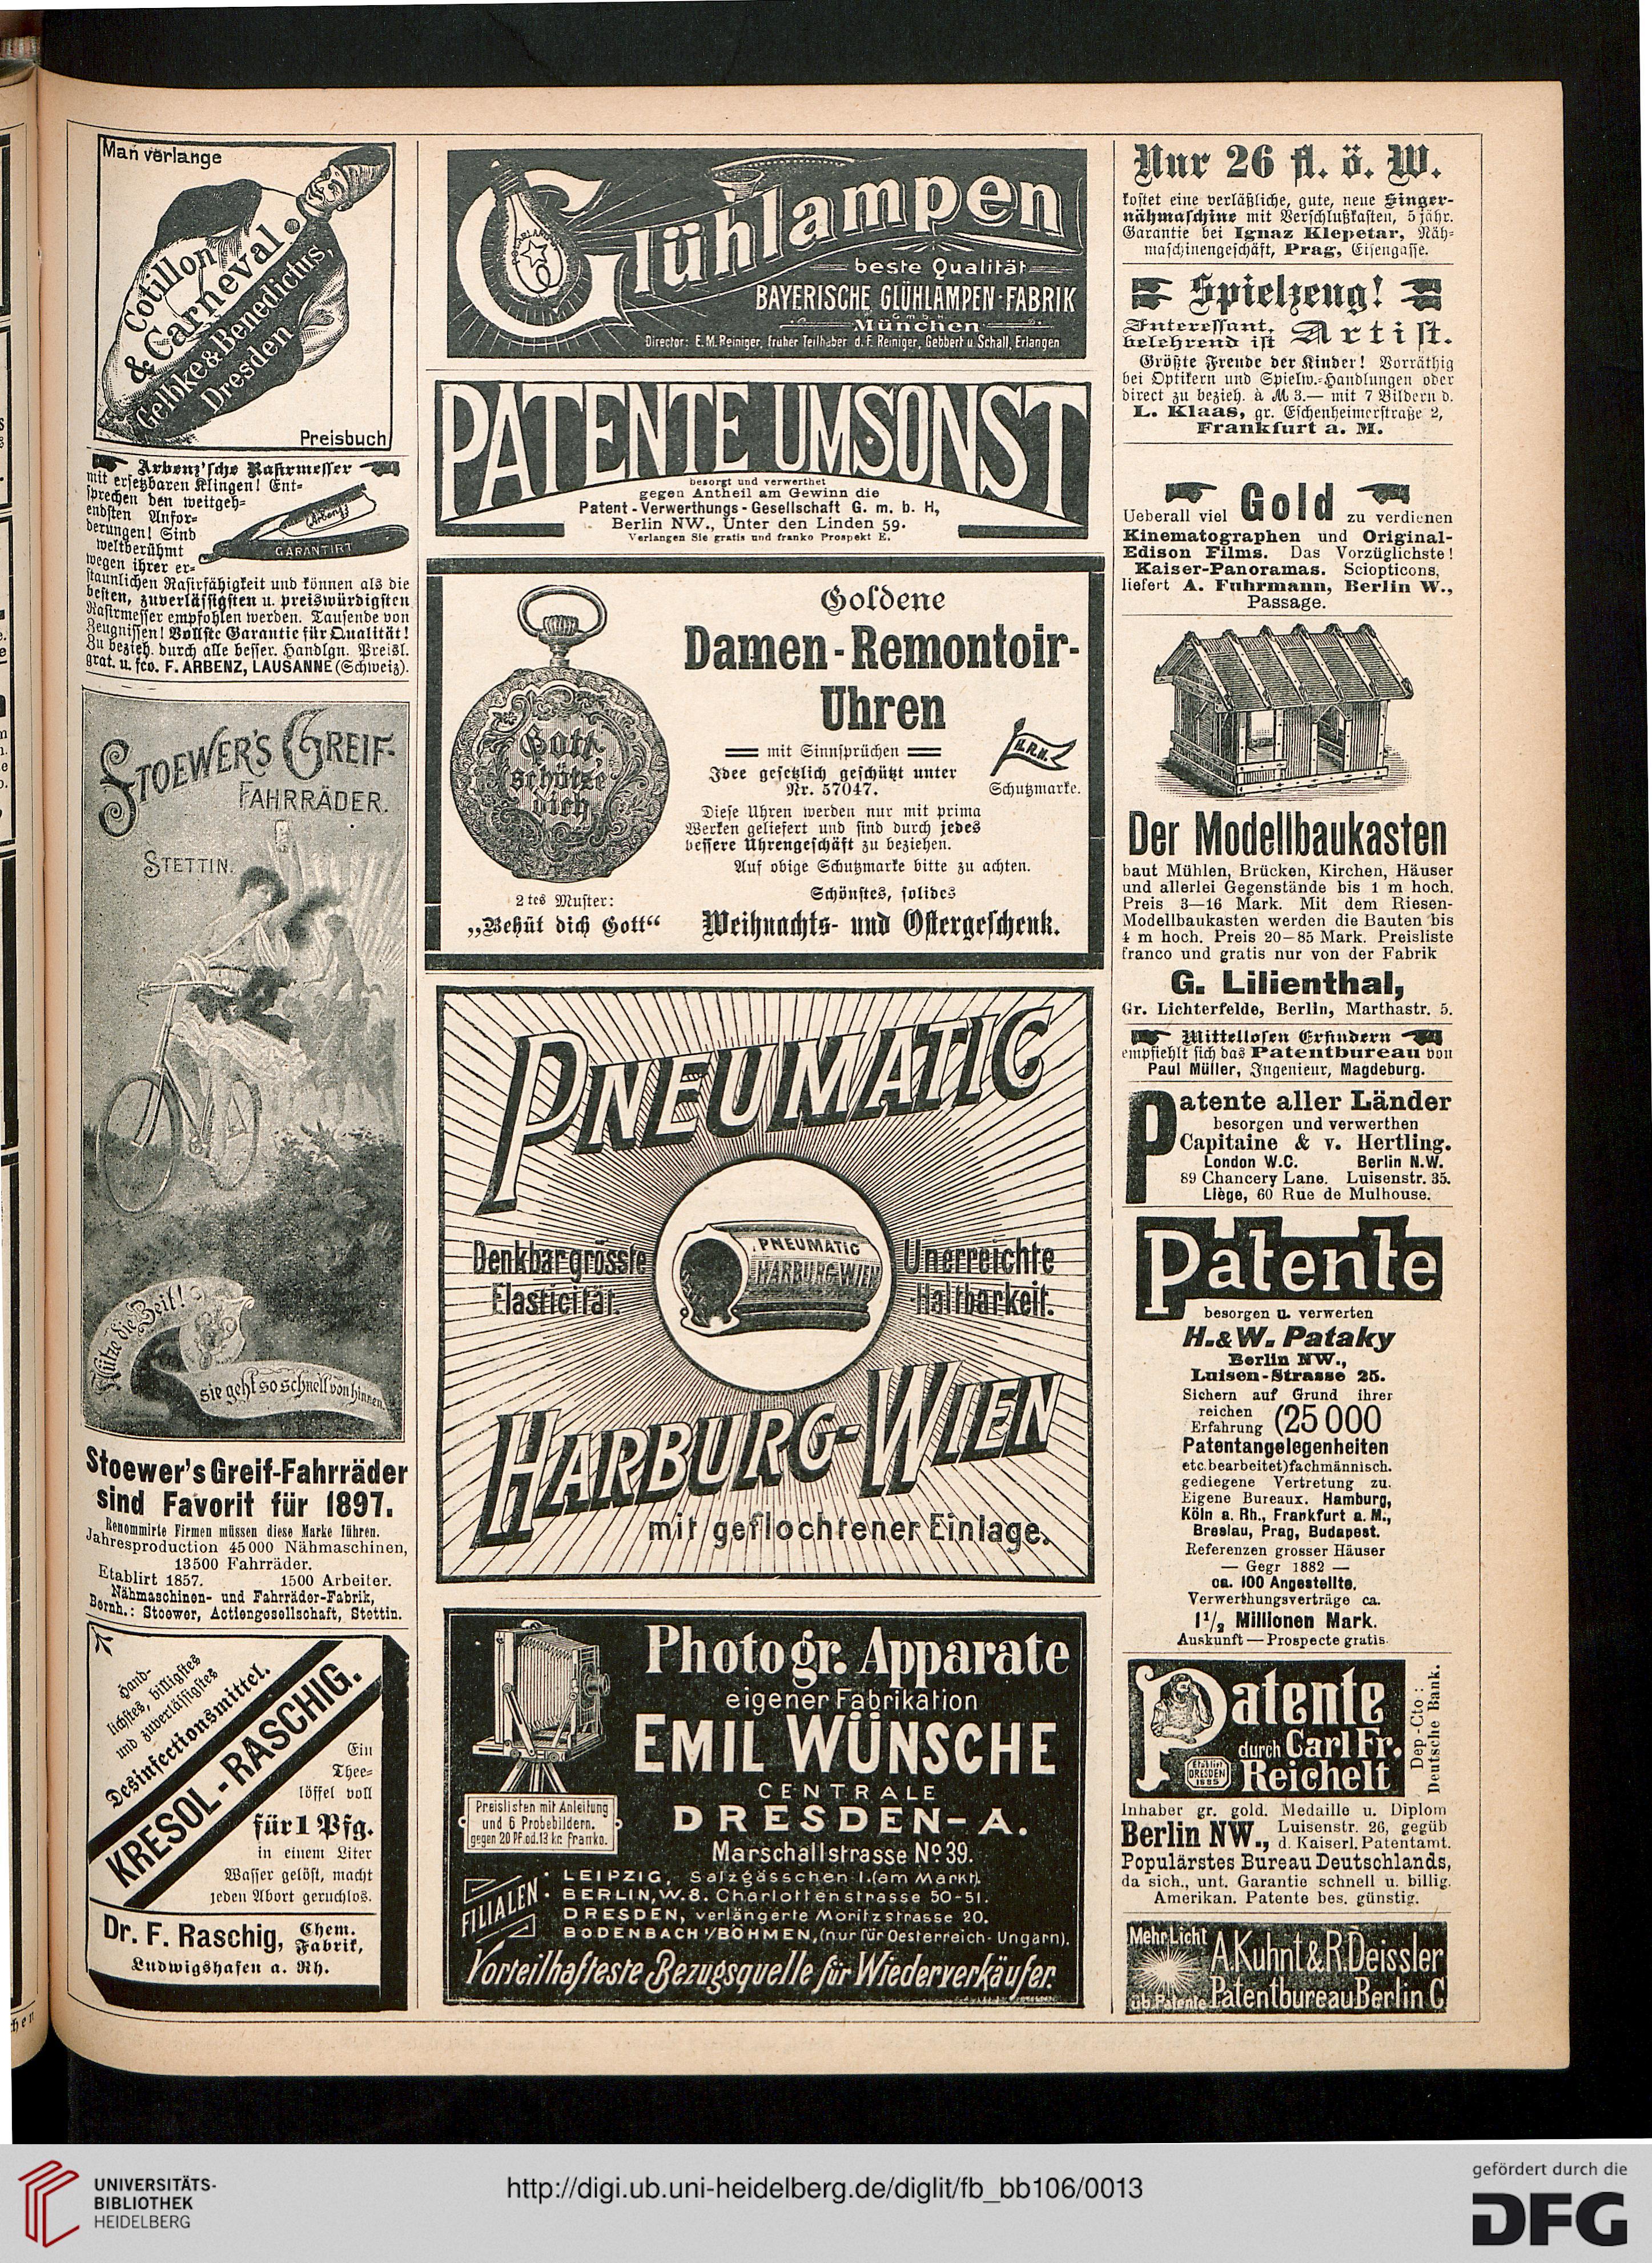 Man verlange
Cotillon
& Carneval
Gelbke & Benedictus,
Dresden
Preisbuch
Arbenz'sche Rasirmesser
mit ersetzbaren Klingen! Ent-
sprechen den weitgeh-
endsten Anfor-
derungen! Sind
weltberühmt
wegen ihrer er-
Arbenz
GARANTIRT
staunlichen Rasirfähigkeit und können als die
besten, zuverlässigsten u. preiswürdigsten
Rasirmesser empfohlen werden. Tausende von
Zeugnissen! Vollste Garantie für Qualität!
Zu bezieh. durch alle besser. Handlgn. Preisl.
grat. u. fco. F. ARBENZ, LAUSANNE (Schweiz).
STOEWER'S GREIF-
FAHRRÄDER.
STETTIN.
Nütze die Zeit!
sie geht so schnell von hinnen.
Stoewer's Greif-Fahrräder
sind Favorit für 1897.
Renommirte Firmen müssen diese Marke führen.
Jahresproduction 45000 Nähmaschinen,
13500 Fahrräder.
Etablirt 1857. 1500 Arbeiter.
Nähmaschinen- und Fahrräder-Fabrik,
Bernh.: Stoewer, Actiengesellschaft, Stettin.
Hand-
lichstes, billigstes
und zuverlässigstes
Desinfectionsmittel.
KRESOL-RASCHIG.
Ein
Thee-
löffel voll
für 1 Pfg.
in einem Liter
Wasser gelöst, macht
jeden Abort geruchlos.
Dr. F. Raschig, Chem. Fabrik,
Ludwigshafen a. Rh.
Glühlampen
beste Qualität
BAYERISCHE GLÜHLAMPEN-FABRIK
G.m.b.H.
München
Director: E. M. Reiniger, früher Teilhaber d. F. Reiniger, Gebbert u. Schall, Erlangen
PATENTE UMSONST
besorgt und verwerthet
gegen Antheil am Gewinn die
Patent-Verwerthungs-Gesellschaft G. m. b. H,
Berlin NW., Unter den Linden 59.
Verlangen Sie gratis und franko Prospekt E.
Goldene
Damen-Remontoir-
Uhren
mit Sinnsprüchen
Idee gesetzlich geschützt unter
Nr. 57047.
H.R.H.
Schutzmarke.
Gott
schütze
dich
Diese Uhren werden nur mit prima
Werken geliefert und sind durch jedes
bessere Uhrengeschäft zu beziehen.
Auf obige Schutzmarke bitte zu achten.
2tes Muster:
„Behüt dich Gott“
Schönstes, solides
Weihnachts- und Ostergeschenk.
PNEUMATIC
Denkbar grösste
Elasticität.
PNEUMATIC
HARBURG-WIEN
Unerreichte
Haltbarkeit.
HARBURG-WIEN
mit geflochtener Einlage.
Photogr. Apparate
eigener Fabrikation
EMIL WÜNSCHE
CENTRALE
DRESDEN-A.
Marschallstrasse No 39.
Preislisten mit Anleitung
und 6 Probebildern.
gegen 20 Pf. od. 13 kr. franko.
FILIALEN
LEIPZIG, Salzgässchen 1. (am Markt).
BERLIN, W. 8. Charlottenstrasse 50-51.
DRESDEN, verlängerte Moritzstrasse 20.
BODENBACH i/BÖHMEN, (nur für Oesterreich-Ungarn).
Vorteilhafteste Bezugsquelle für Wiederverkäufer.
Nur 26 fl. ö. W.
kostet eine verläßliche, gute, neue Singer-
nähmaschine mit Verschlußkasten, 5 jähr.
Garantie bei Ignaz Klepetar, Näh-
maschinengeschäft, Prag, Eisengasse.
Spielzeug!
Interessant,
belehrend ist Artist.
Größte Freude der Kinder! Vorräthig
bei Optikern und Spielw.-Handlungen oder
direct zu bezieh. à M 3.— mit 7 Bildern d.
L. Klaas, gr. Eschenheimerstraße 2,
Frankfurt a. M.
Ueberall viel Gold zu verdienen
Kinematographen und Original-
Edison Films. Das Vorzüglichste!
Kaiser-Panoramas. Sciopticons,
liefert A. Fuhrmann, Berlin W.,
Passage.
Der Modellbaukasten
baut Mühlen, Brücken, Kirchen, Häuser
und allerlei Gegenstände bis 1 m hoch.
Preis 3—16 Mark. Mit dem Riesen-
Modellbaukasten werden die Bauten bis
4 m hoch. Preis 20—85 Mark. Preisliste
franco und gratis nur von der Fabrik
G. Lilienthal,
Gr. Lichterfelde, Berlin, Marthastr. 5.
Mittellosen Erfindern
empfiehlt sich das Patentbureau von
Paul Müller, Ingenieur, Magdeburg.
Patente aller Länder
besorgen und verwerthen
Capitaine & v. Hertling.
London W.C. Berlin N.W.
89 Chancery Lane. Luisenstr. 35.
Liège, 60 Rue de Mulhouse.
Patente
besorgen u. verwerten
H. & W. Pataky
Berlin NW.,
Luisen-Strasse 25.
Sichern auf Grund ihrer
reichen
Erfahrung (25 000
Patentangelegenheiten
etc. bearbeitet) fachmännisch.
gediegene Vertretung zu.
Eigene Bureaux. Hamburg,
Köln a. Rh., Frankfurt a. M.,
Breslau, Prag, Budapest.
Referenzen grosser Häuser
— Gegr 1882 —
ca. 100 Angestellte.
Verwerthungsverträge ca.
1 1/2 Millionen Mark.
Auskunft — Prospecte gratis.
Patente
durch Carl Fr.
Reichelt
Etablirt
DRESDEN
1885
Dep.-Cto:
Deutsche Bank.
Inhaber gr. gold. Medaille u. Diplom
Berlin NW., Luisenstr. 26, gegüb
d. Kaiserl. Patentamt.
Populärstes Bureau Deutschlands,
da sich., unt. Garantie schnell u. billig.
Amerikan. Patente bes. günstig.
Mehr Licht
üb. Patente
A. Kuhnt & R. Deissler
Patentbureau Berlin C
UNIVERSITÄTS-
BIBLIOTHEK
HEIDELBERG
http://digi.ub.uni-heidelberg.de/diglit/fb_bb106/0013
gefördert durch die
DFG